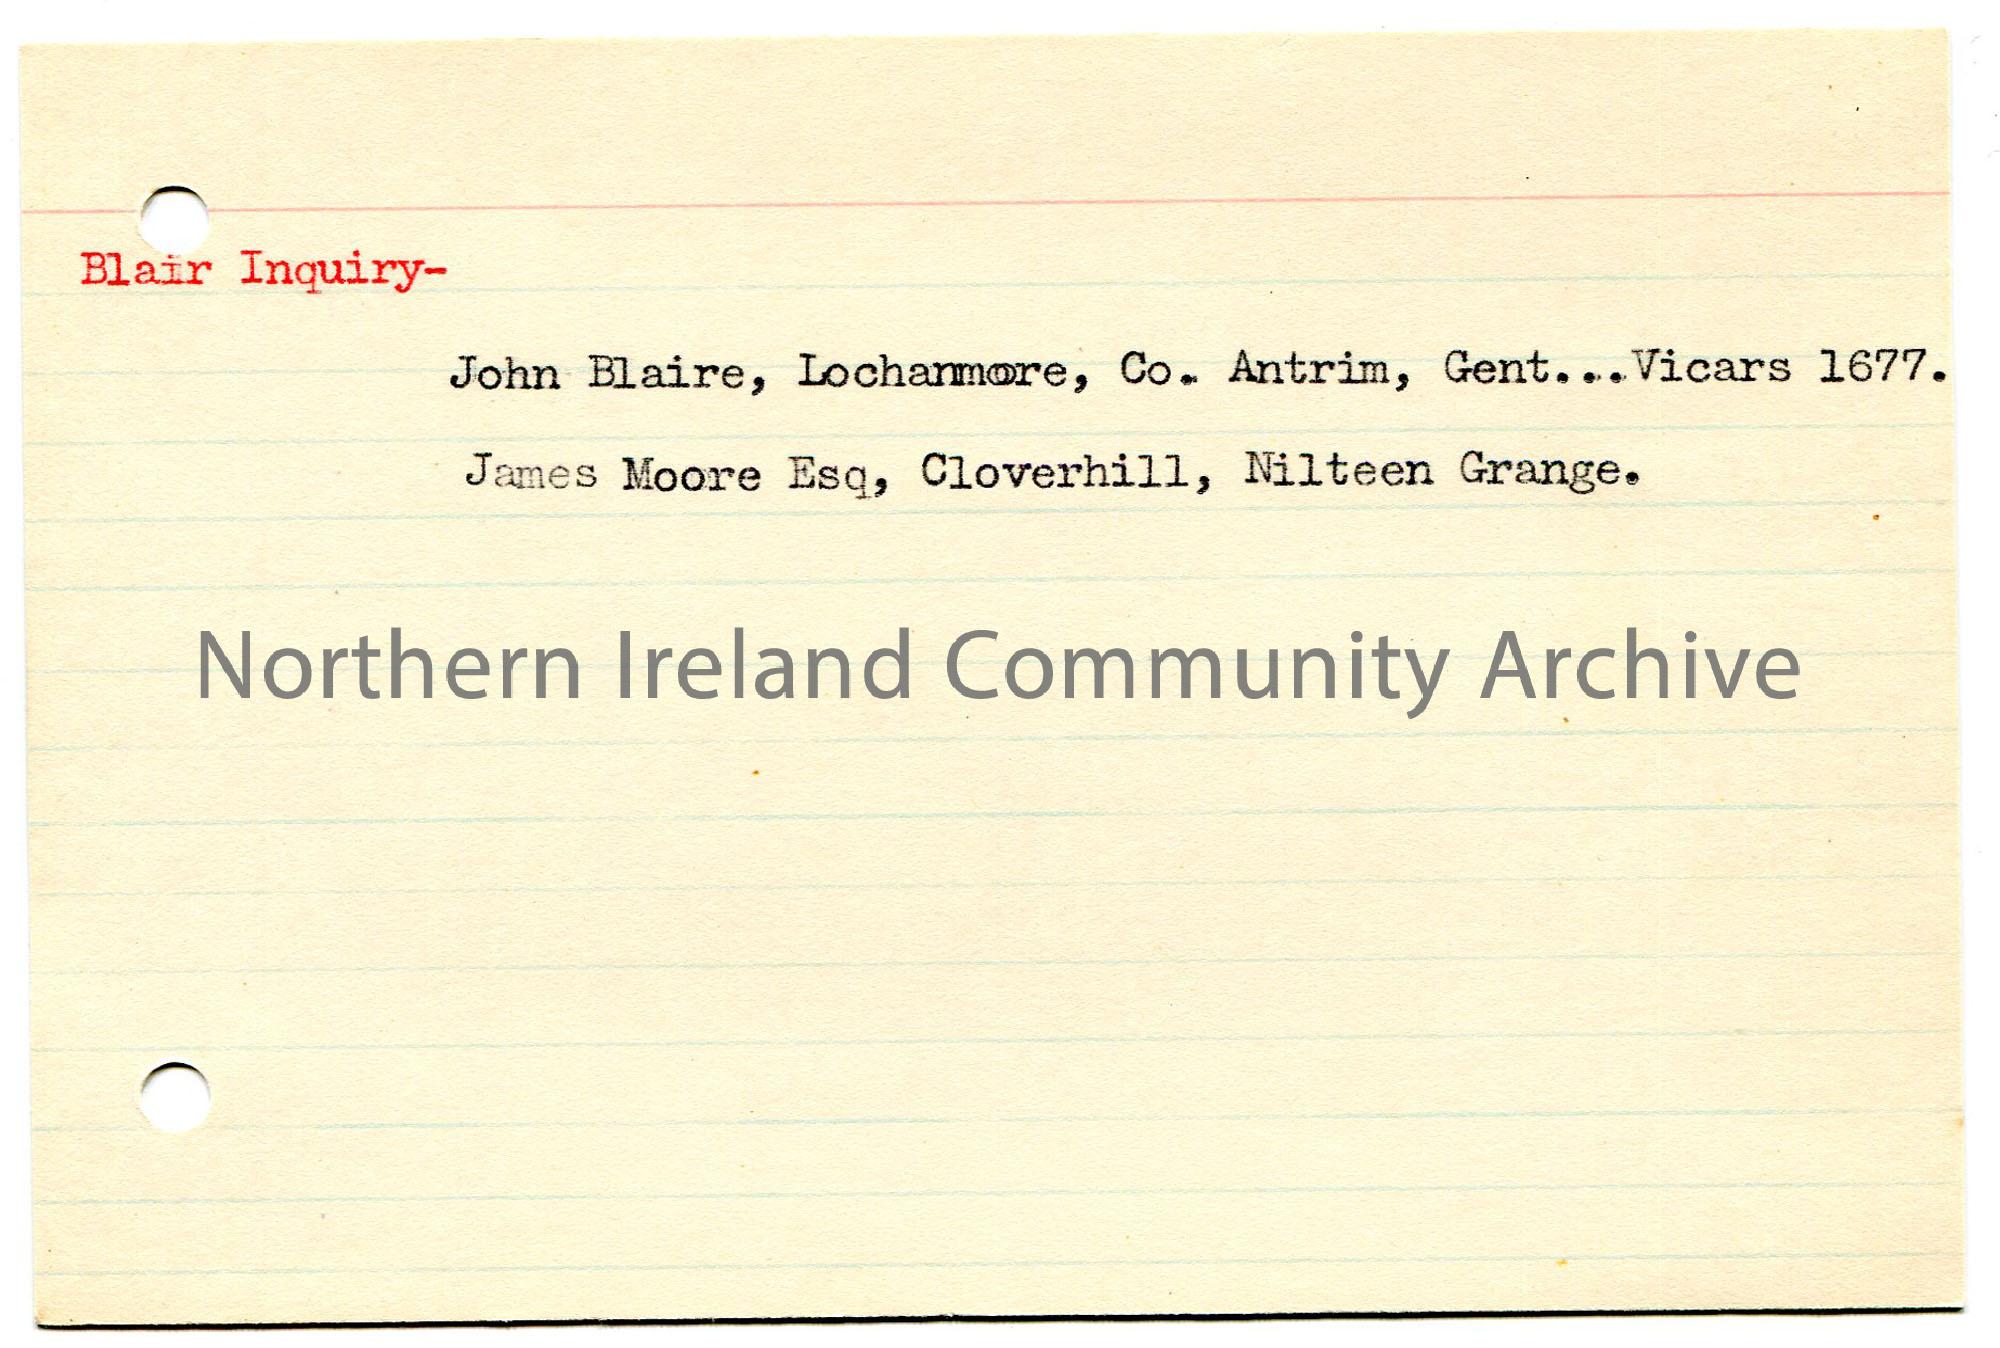 Blair Inquiry-
John Blaire, Lochanmore, Co. Antrim, Gent...Vicars 1677.
James Moore Esq, Cloverhill, Nilteen Grange.
Northern Ireland Community Archive